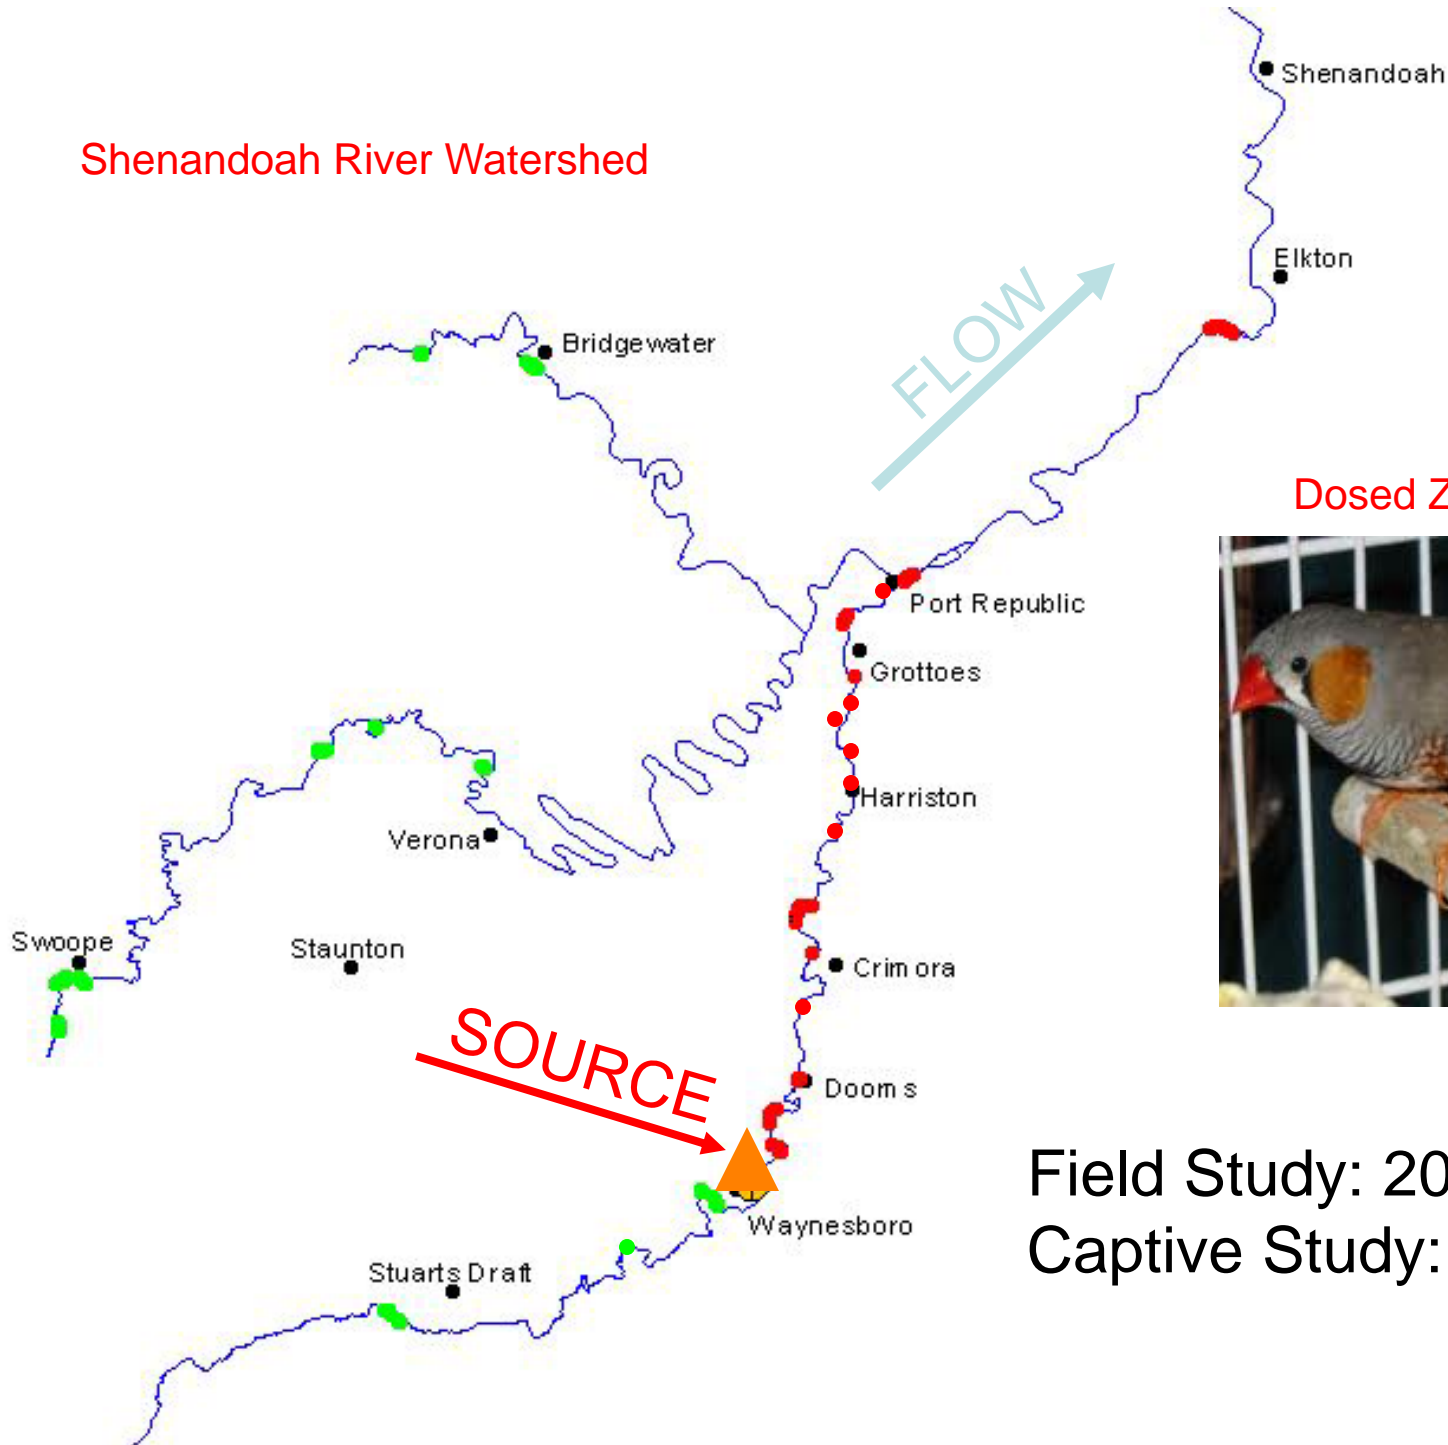 Shenandoah
Shenandoah River Watershed
Elkton
FLOW
Bridgewater
Dosed Z
Port Republic
Grottoes
Harriston
Verona
Swoope
Staunton
Crimora
SOURCE
Dooms
Field Study: 20
Waynesboro
Captive Study:
Stuarts Draft